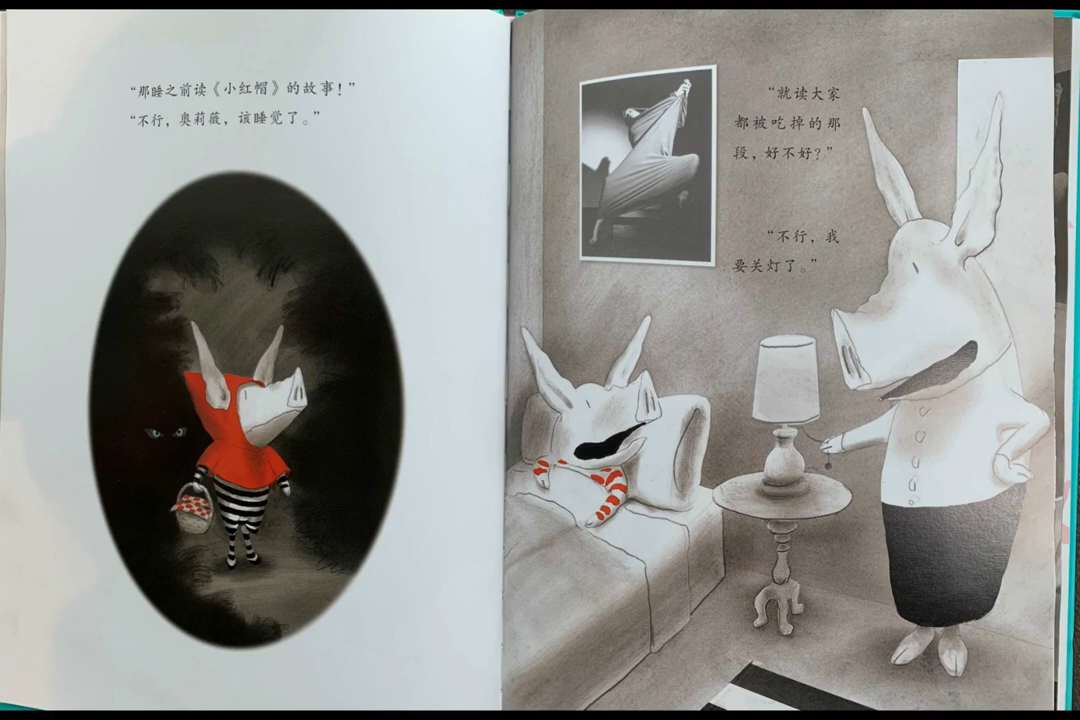 “那睡之前读《小红帽》的故事！”
“不行，奥莉薇，该睡觉了。”
“就读大家
都被吃掉的那
段，好不好？”
“不行，我
要关灯了。”